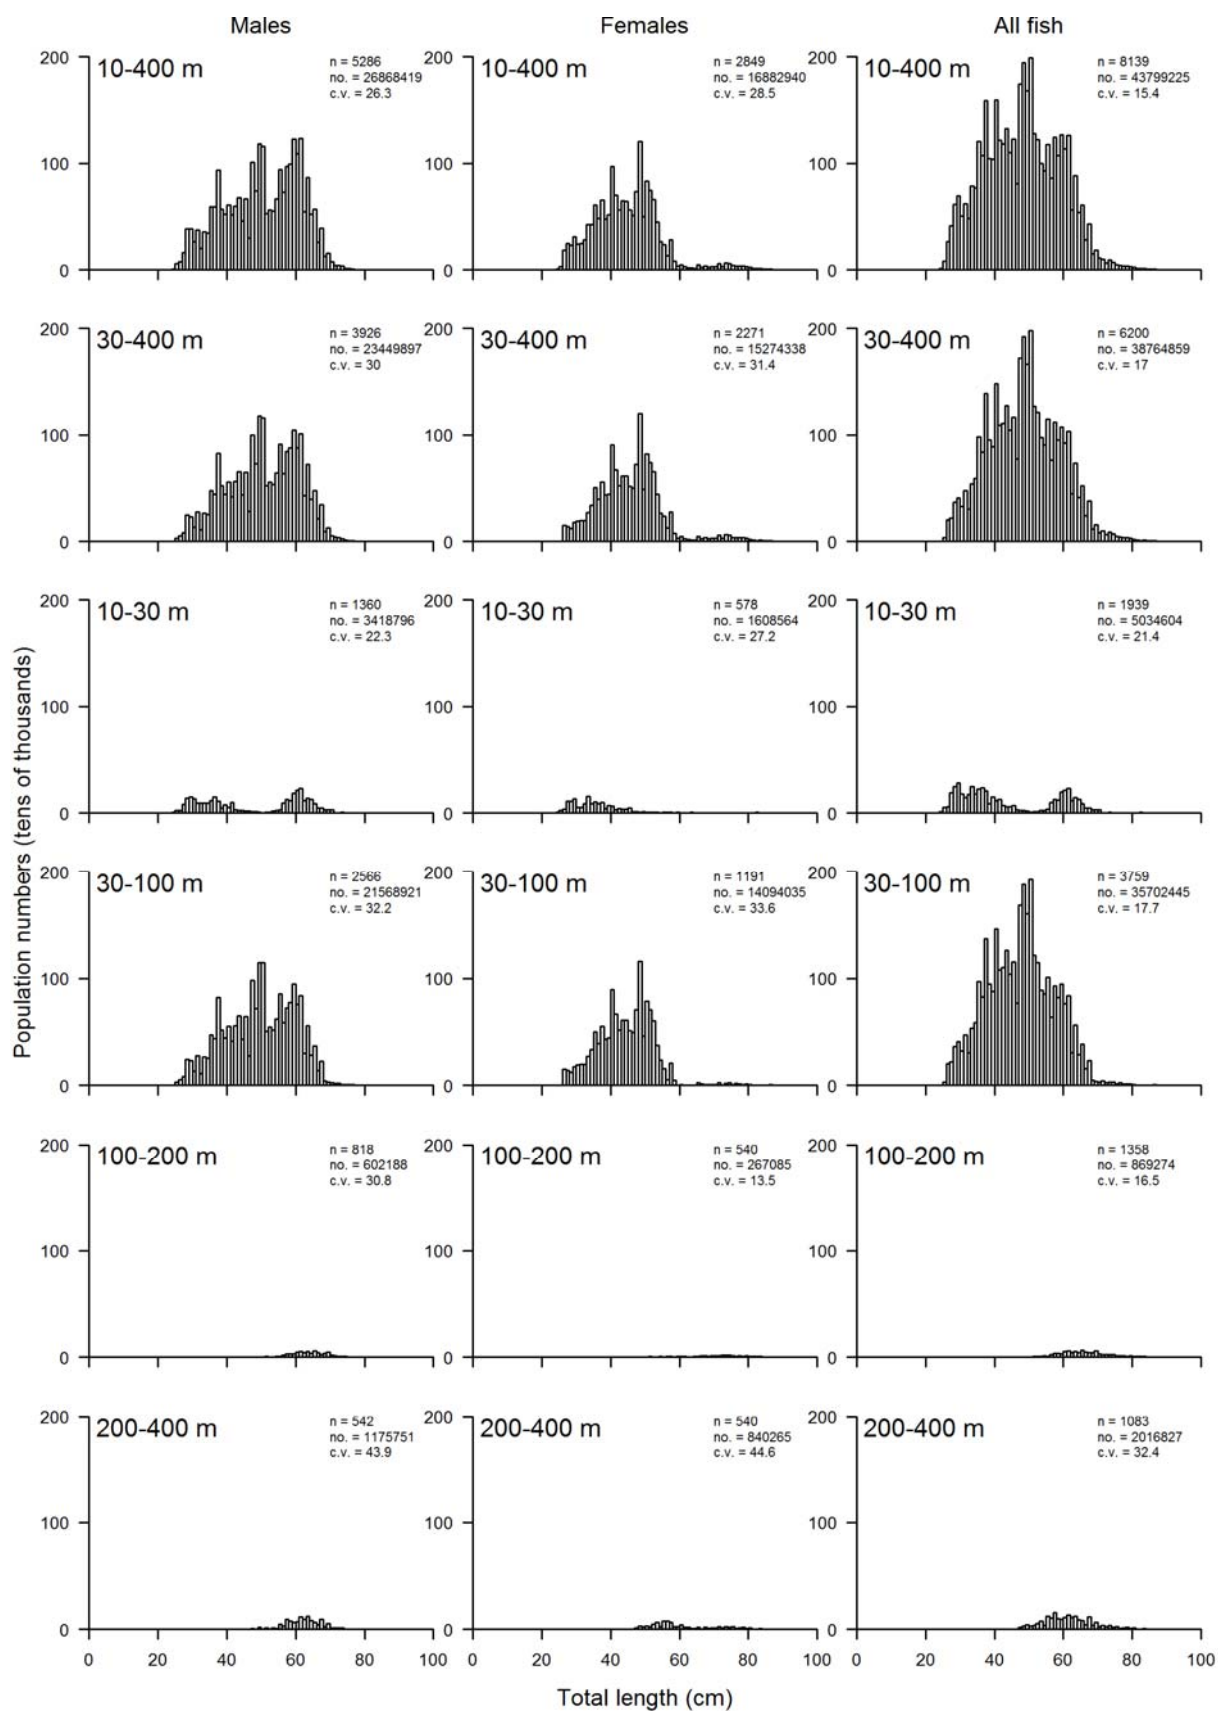 Males Females All fish
200 10-400 m n = 5286 200 10-400 m n = 2849 200 10-400 m n = 8139
no. = 26868419 no. = 16882940 no. = 43799225
c.v. = 26.3 c.v. = 28.5 c.v. = 15.4
100 100 100
0 0 0
200 30-400 m n = 3926 200 30-400 m n = 2271 200 30-400 m n = 6200
no. = 23449897 no. = 15274338 no. = 38764859
c.v. = 30 c.v. = 31.4 c.v. = 17
100 100 100
0 0 0
200 10-30 m n = 1360 200 10-30 m n = 578 200 10-30 m n = 1939
no. = 3418796 no. = 1608564 no. = 5034604
c.v. = 22.3 c.v. = 27.2 c.v. = 21.4
100 100 100
0 0 0
Population numbers (tens of thousands)
200 30-100 m n = 2566 200 30-100 m n = 1191 200 30-100 m n = 3759
no. = 21568921 no. = 14094035 no. = 35702445
c.v. = 32.2 c.v. = 33.6 c.v. = 17.7
100 100 100
0 0 0
200 100-200 m n = 818 200 100-200 m n = 540 200 100-200 m n = 1358
no. = 602188 no. = 267085 no. = 869274
c.v. = 30.8 c.v. = 13.5 c.v. = 16.5
100 100 100
0 0 0
200 200-400 m n = 542 200 200-400 m n = 540 200 200-400 m n = 1083
no. = 1175751 no. = 840265 no. = 2016827
c.v. = 43.9 c.v. = 44.6 c.v. = 32.4
100 100 100
0 0 0
0 20 40 60 80 100 0 20 40 60 80 100 0 20 40 60 80 100
Total length (cm)